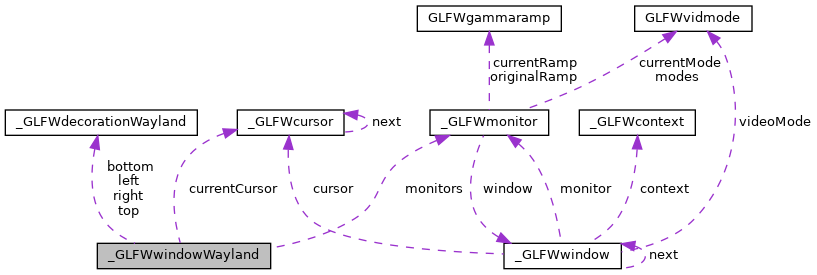 GLFWgammaramp
GLFWvidmode
currentRamp
originalRamp
currentMode
modes
_GLFWdecorationWayland
_GLFWcursor
next
_GLFWmonitor
_GLFWcontext
videoMode
bottom
left
right
top
currentCursor
cursor
monitors
window
monitor
context
_GLFWwindowWayland
_GLFWwindow
next